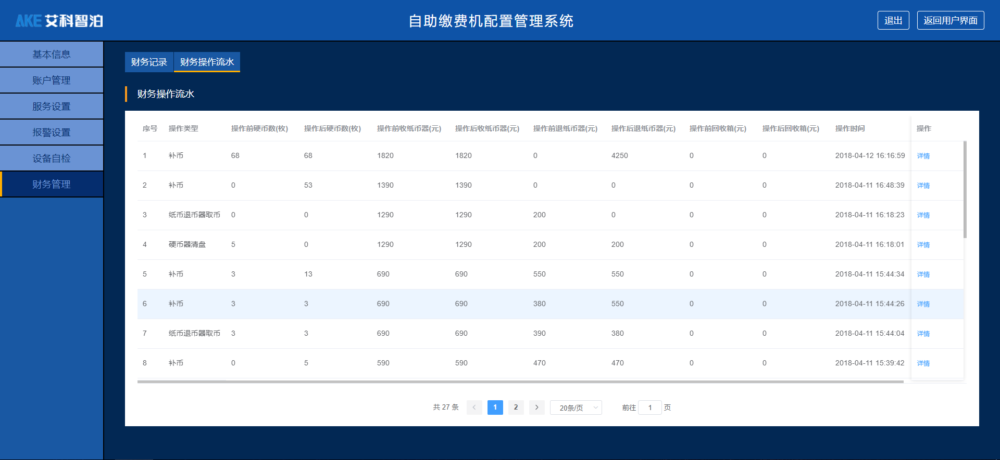 AKE 艾科智泊
自助缴费机配置管理系统
退出 返回用户界面
基本信息
账户管理
服务设置
报警设置
设备自检
财务管理
财务记录 财务操作流水
财务操作流水
序号 操作类型 操作前硬币数(枚) 操作后硬币数(枚) 操作前收纸币器(元) 操作后收纸币器(元) 操作前退纸币器(元) 操作后退纸币器(元) 操作前回收箱(元) 操作后回收箱(元) 操作时间 操作
1 补币 68 68 1820 1820 0 4250 0 0 2018-04-12 16:16:59 详情
2 补币 0 53 1390 1390 0 0 0 0 2018-04-11 16:48:39 详情
3 纸币退币器取币 0 0 1290 1290 200 0 0 0 2018-04-11 16:18:23 详情
4 硬币器清盘 5 0 1290 1290 200 200 0 0 2018-04-11 16:18:01 详情
5 补币 3 13 690 690 550 550 0 0 2018-04-11 15:44:34 详情
6 补币 3 3 690 690 380 550 0 0 2018-04-11 15:44:26 详情
7 纸币退币器取币 3 3 690 690 390 380 0 0 2018-04-11 15:44:04 详情
8 补币 0 5 590 590 470 470 0 0 2018-04-11 15:39:42 详情
共 27 条 1 2 20条/页 前往 1 页